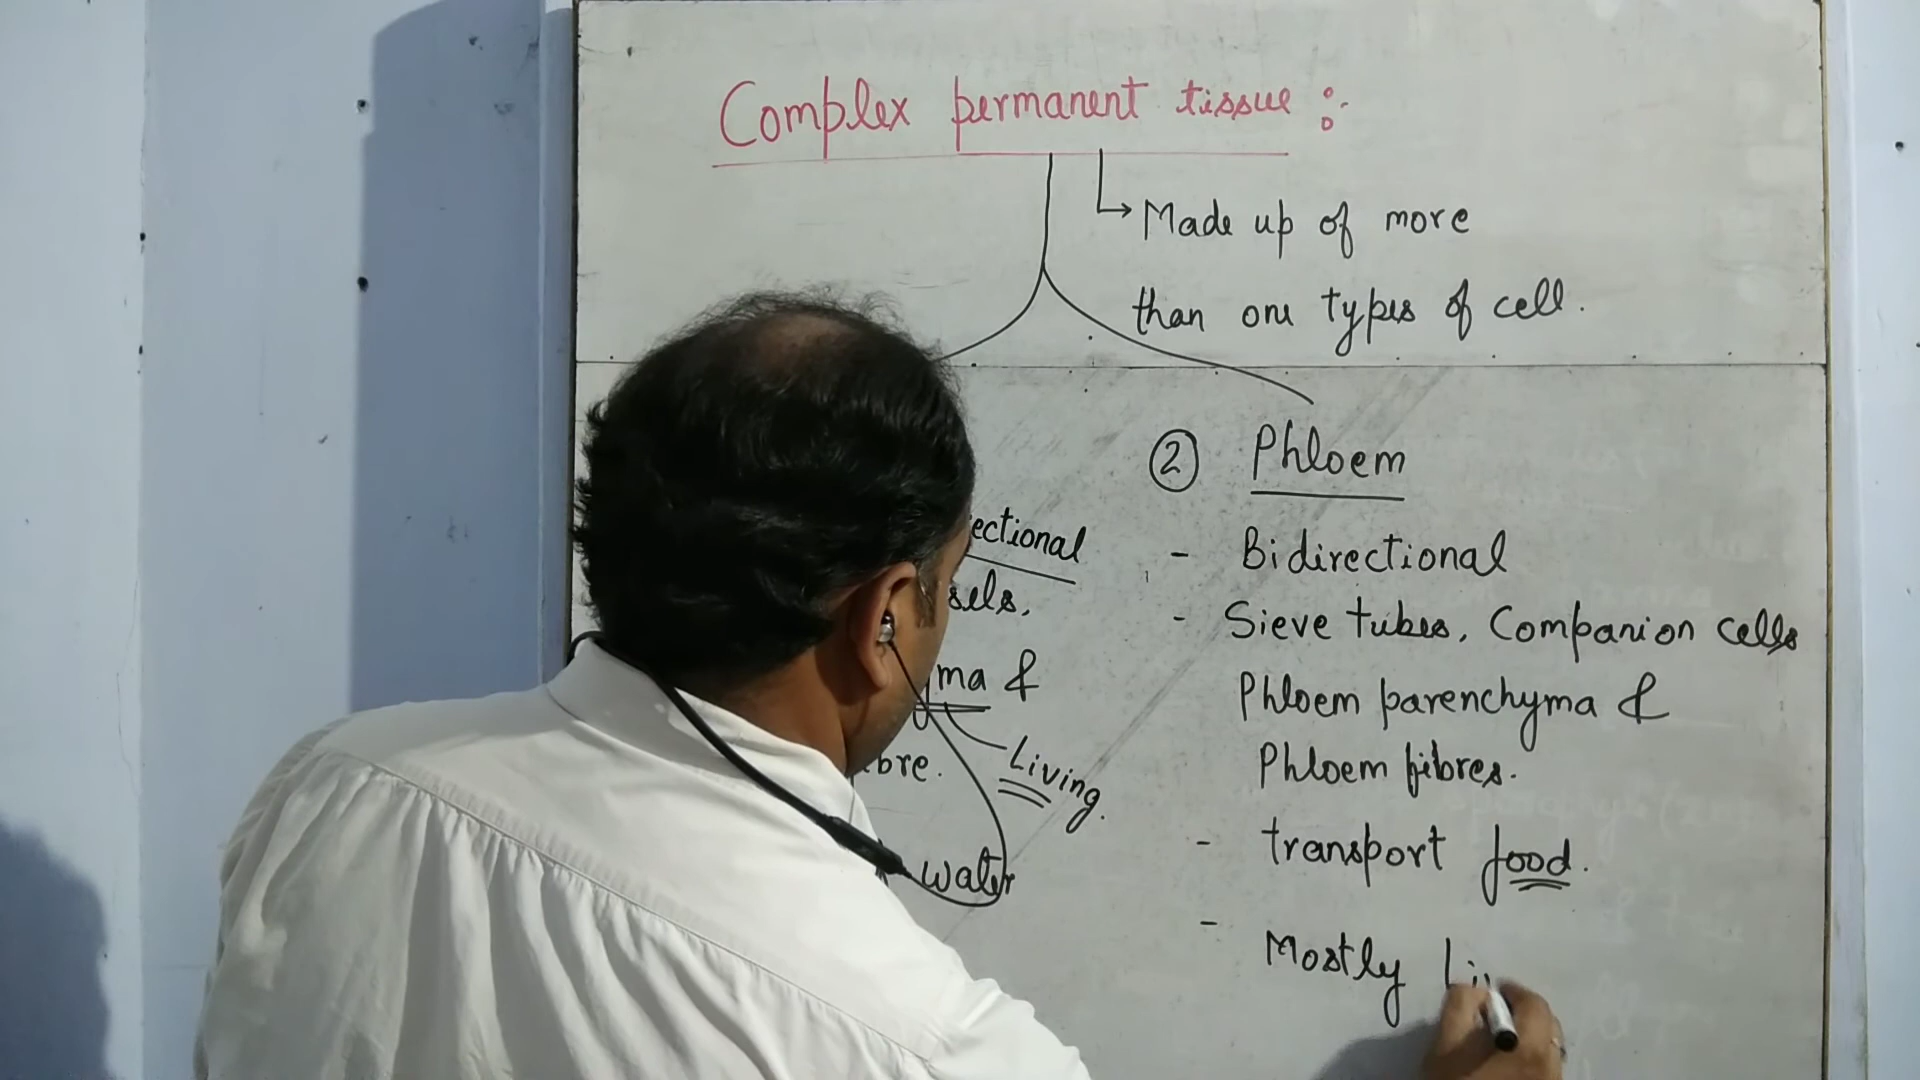 Complex permanent tissue :-
Made up of more
than one types of cell.
② Phloem
ectional
- Bidirectional
sels,
- Sieve tubes, Companion cells
ma &
Phloem parenchyma &
Living.
bre.
Phloem fibres.
- transport food.
water
- Mostly Li